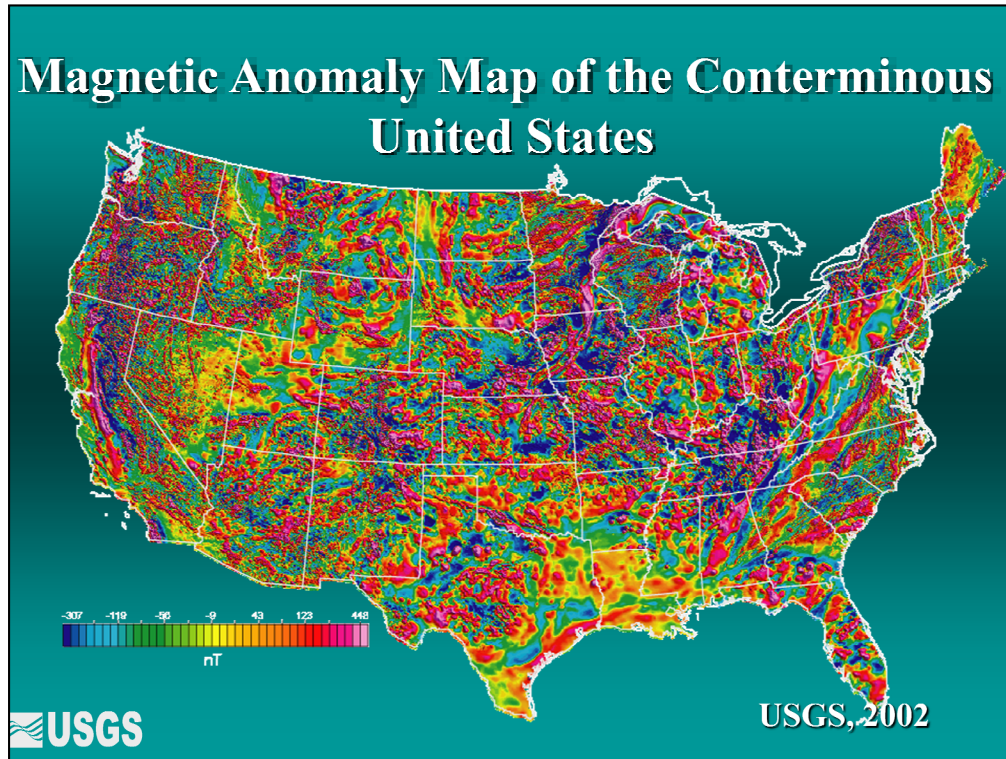 Magnetic Anomaly Map of the Conterminous
United States
-307 -119 -56 -9 43 123 448
nT
USGS
USGS, 2002